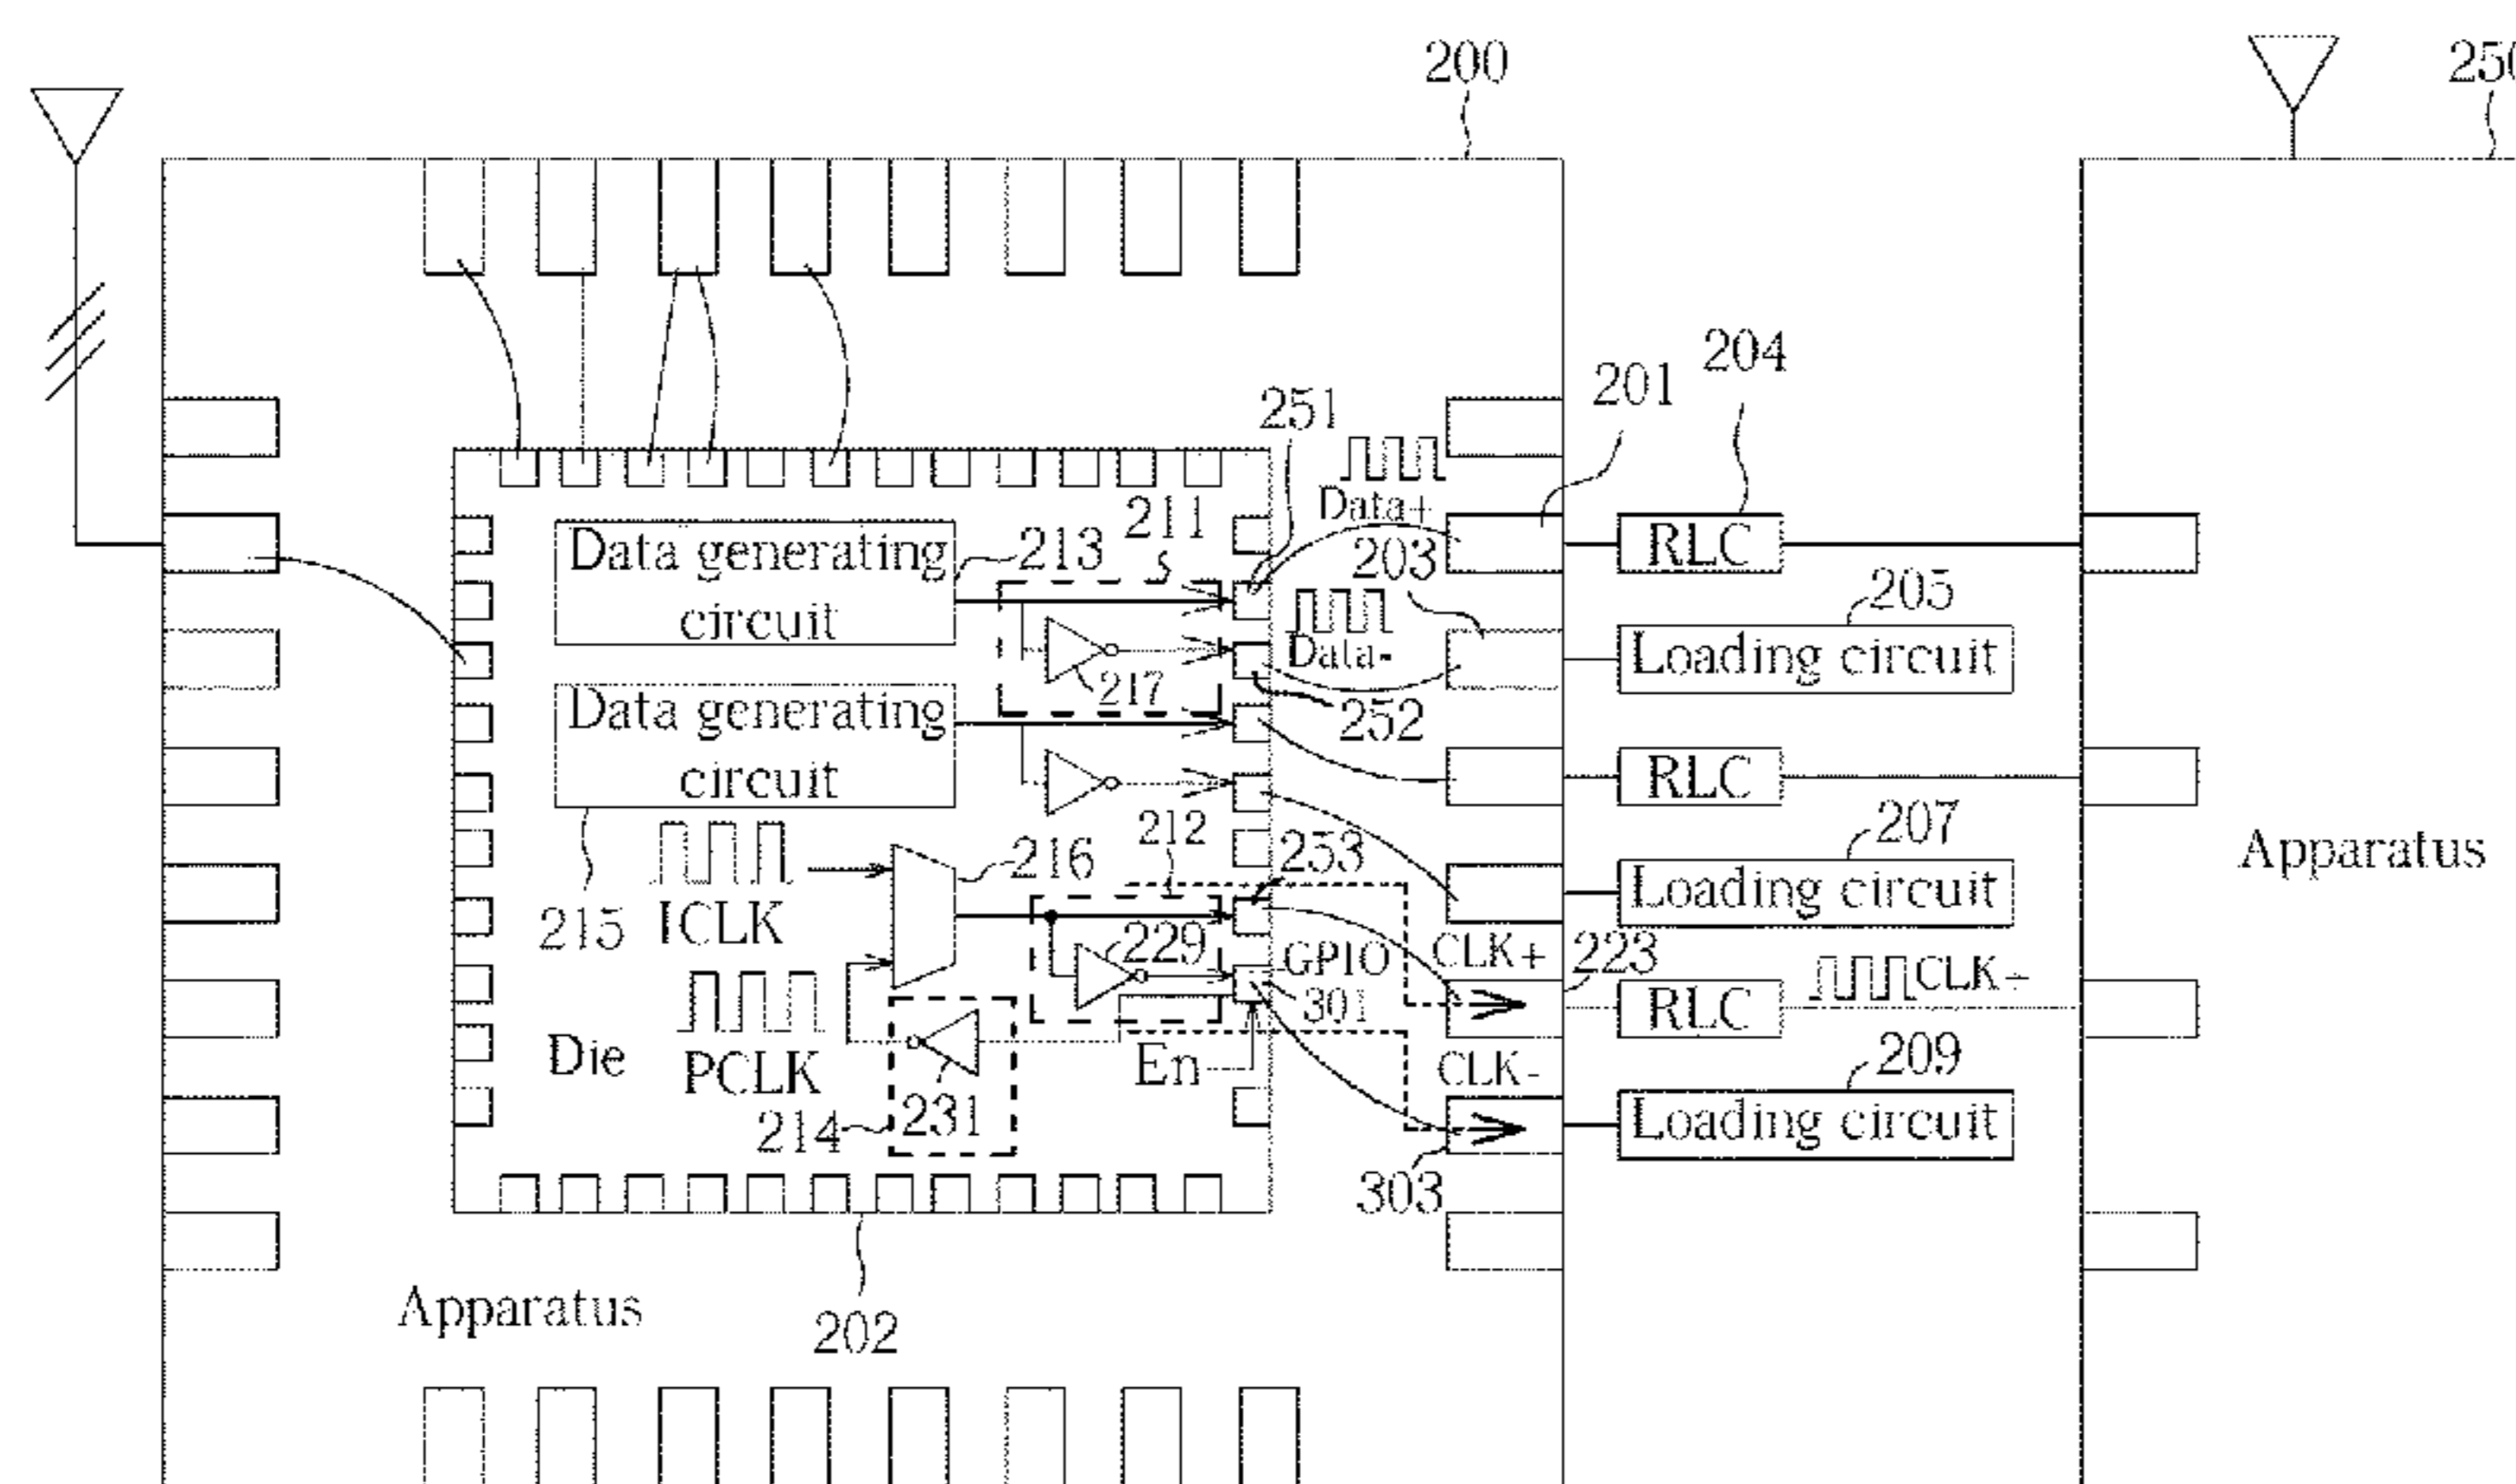 200
250
204
201
251
211
Data+
Data generating
circuit
213
203
RLC
205
Data-
Loading circuit
217
252
Data generating
circuit
RLC
212
207
253
216
Apparatus
215
ICLK
229
GPIO
CLK+
223
CLK+
Loading circuit
301
RLC
Die
PCLK
En
CLK-
209
214
231
Loading circuit
303
Apparatus
202